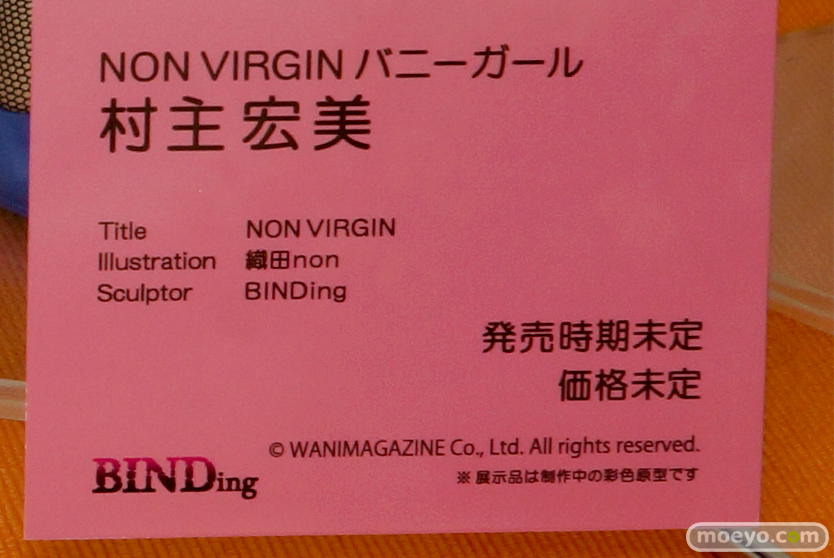 NON VIRGIN バニーガール
村主宏美
Title NON VIRGIN
Illustration 織田non
Sculptor BINDing
発売時期未定
価格未定
© WANIMAGAZINE Co., Ltd. All rights reserved.
BINDing
※展示品は制作中の彩色原型です
moeyo.com